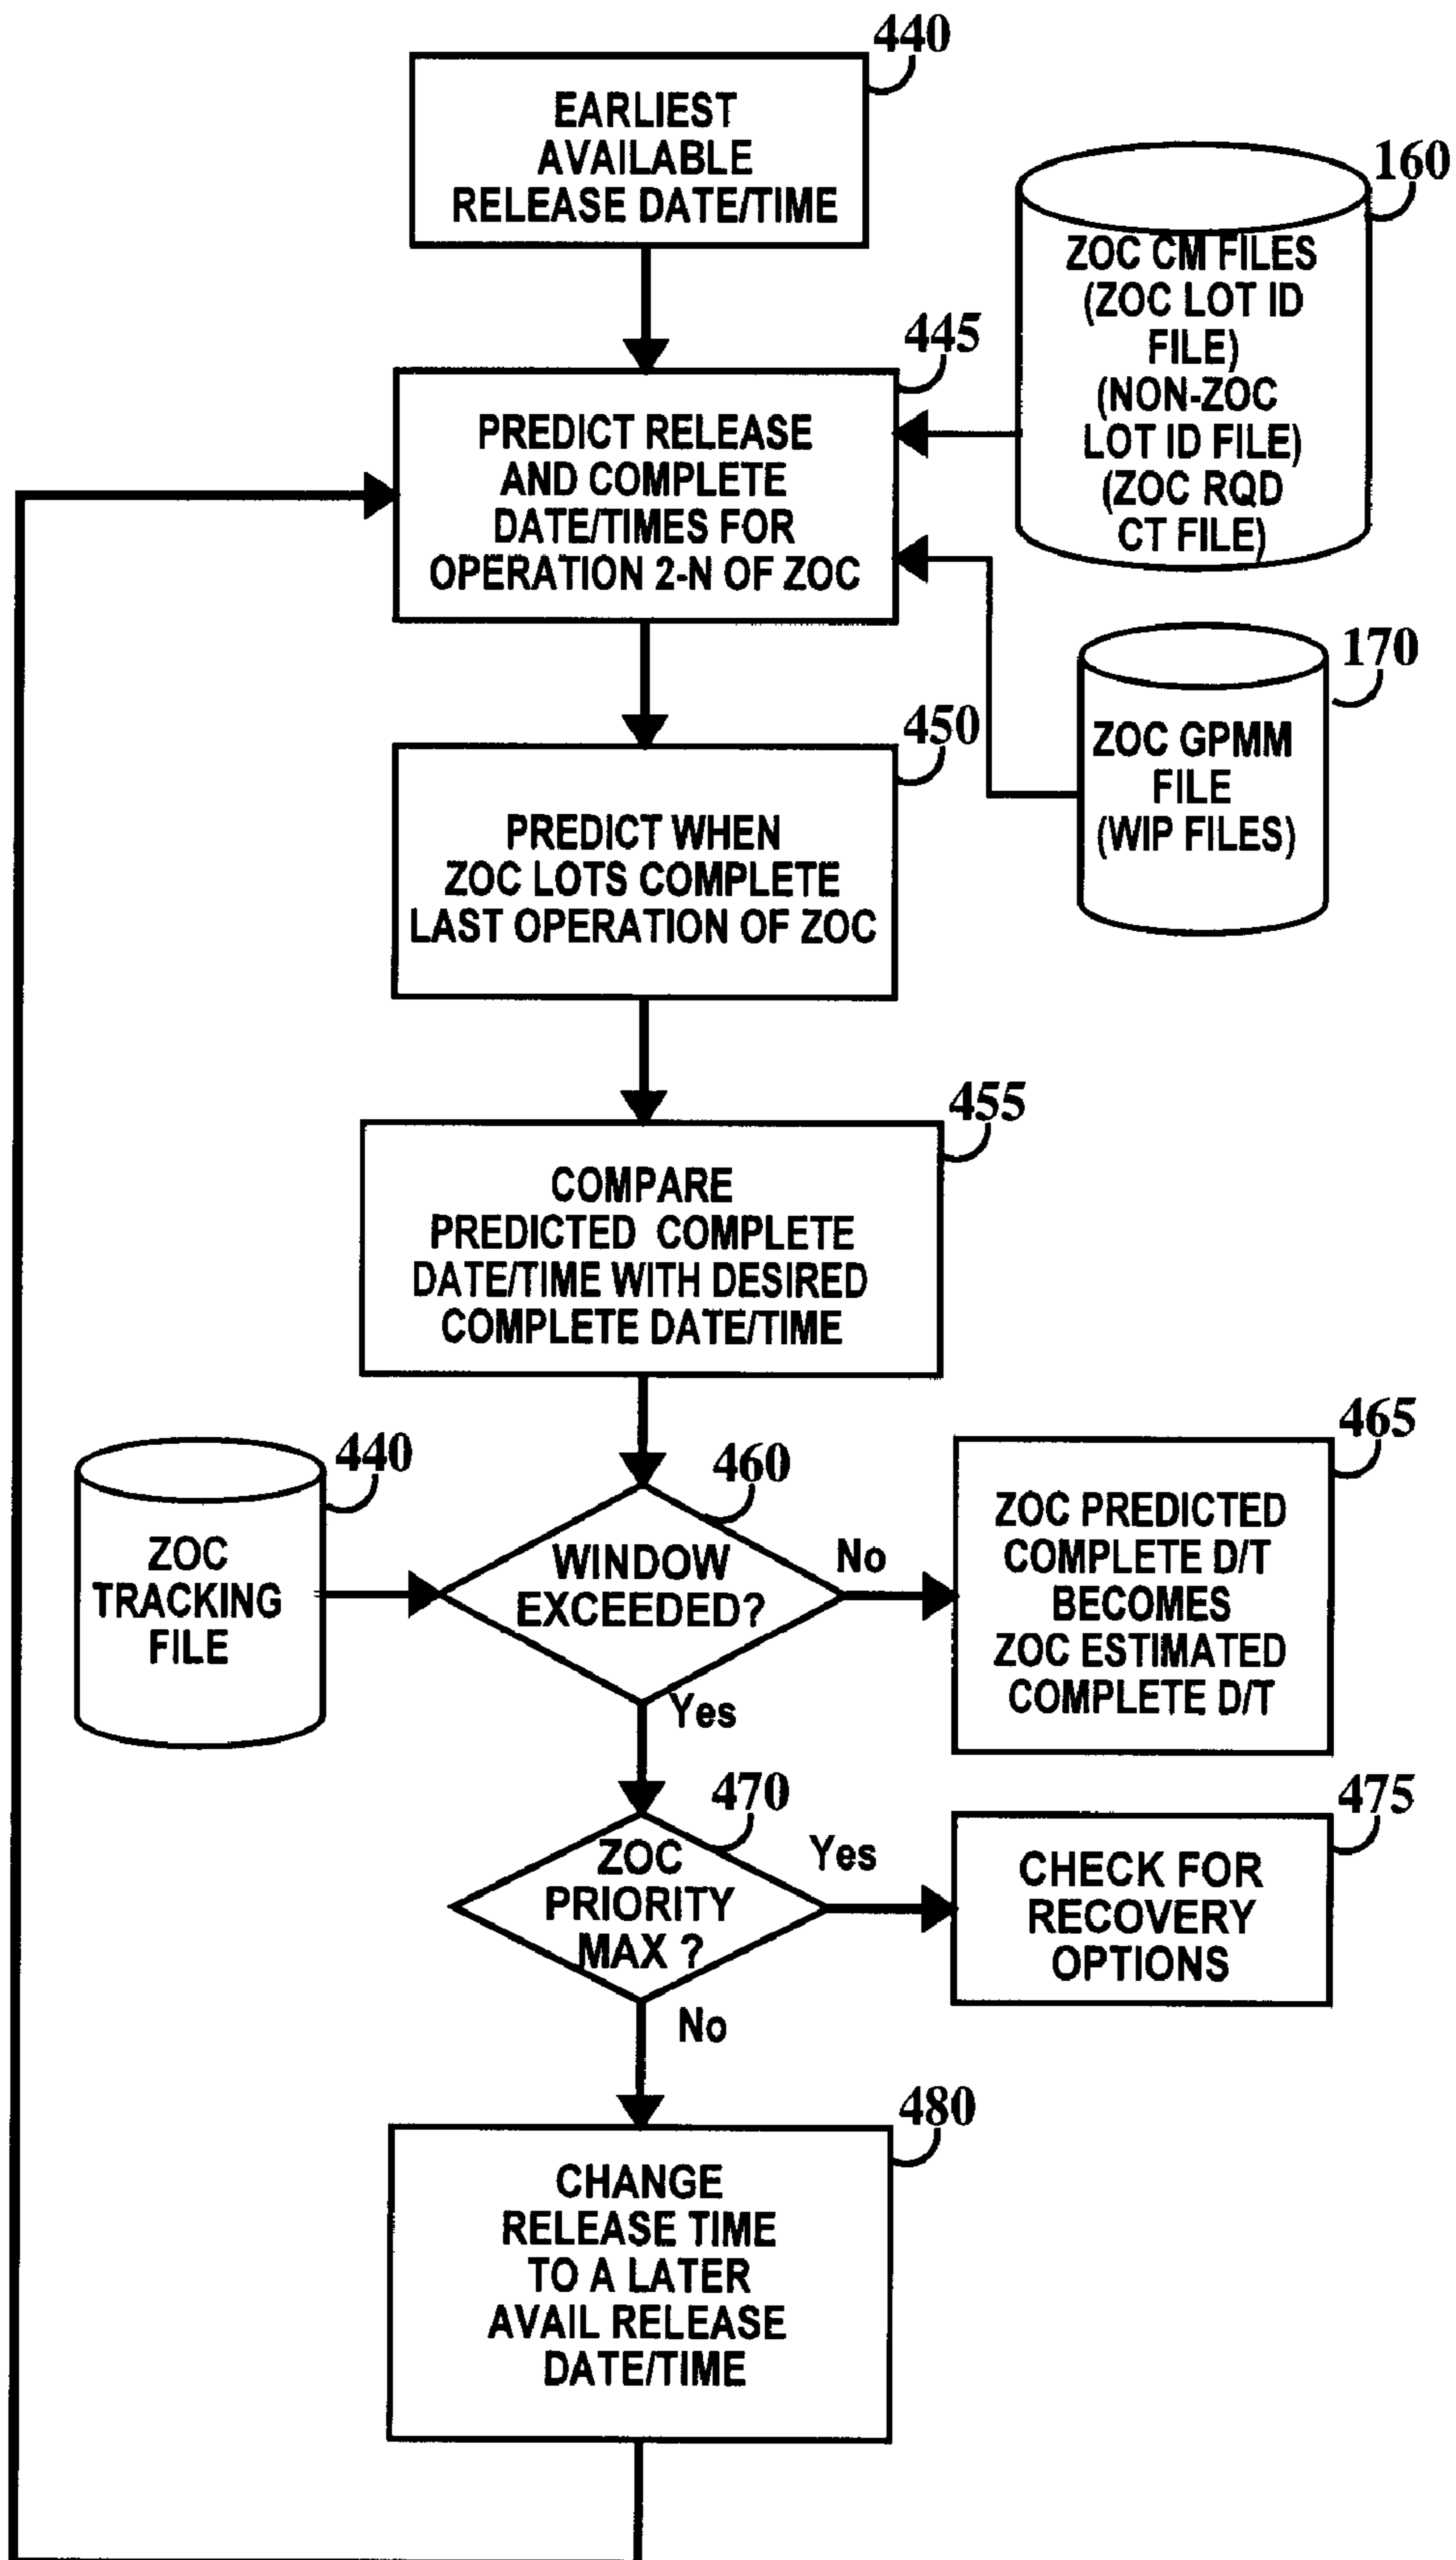 440
EARLIEST
AVAILABLE
RELEASE DATE/TIME
160
ZOC CM FILES
(ZOC LOT ID
FILE)
(NON-ZOC
LOT ID FILE)
(ZOC RQD
CT FILE)
445
PREDICT RELEASE
AND COMPLETE
DATE/TIMES FOR
OPERATION 2-N OF ZOC
170
ZOC GPMM
FILE
(WIP FILES)
450
PREDICT WHEN
ZOC LOTS COMPLETE
LAST OPERATION OF ZOC
455
COMPARE
PREDICTED COMPLETE
DATE/TIME WITH DESIRED
COMPLETE DATE/TIME
440
ZOC
TRACKING
FILE
460
WINDOW
EXCEEDED?
No
Yes
465
ZOC PREDICTED
COMPLETE D/T
BECOMES
ZOC ESTIMATED
COMPLETE D/T
470
ZOC
PRIORITY
MAX ?
Yes
No
475
CHECK FOR
RECOVERY
OPTIONS
480
CHANGE
RELEASE TIME
TO A LATER
AVAIL RELEASE
DATE/TIME